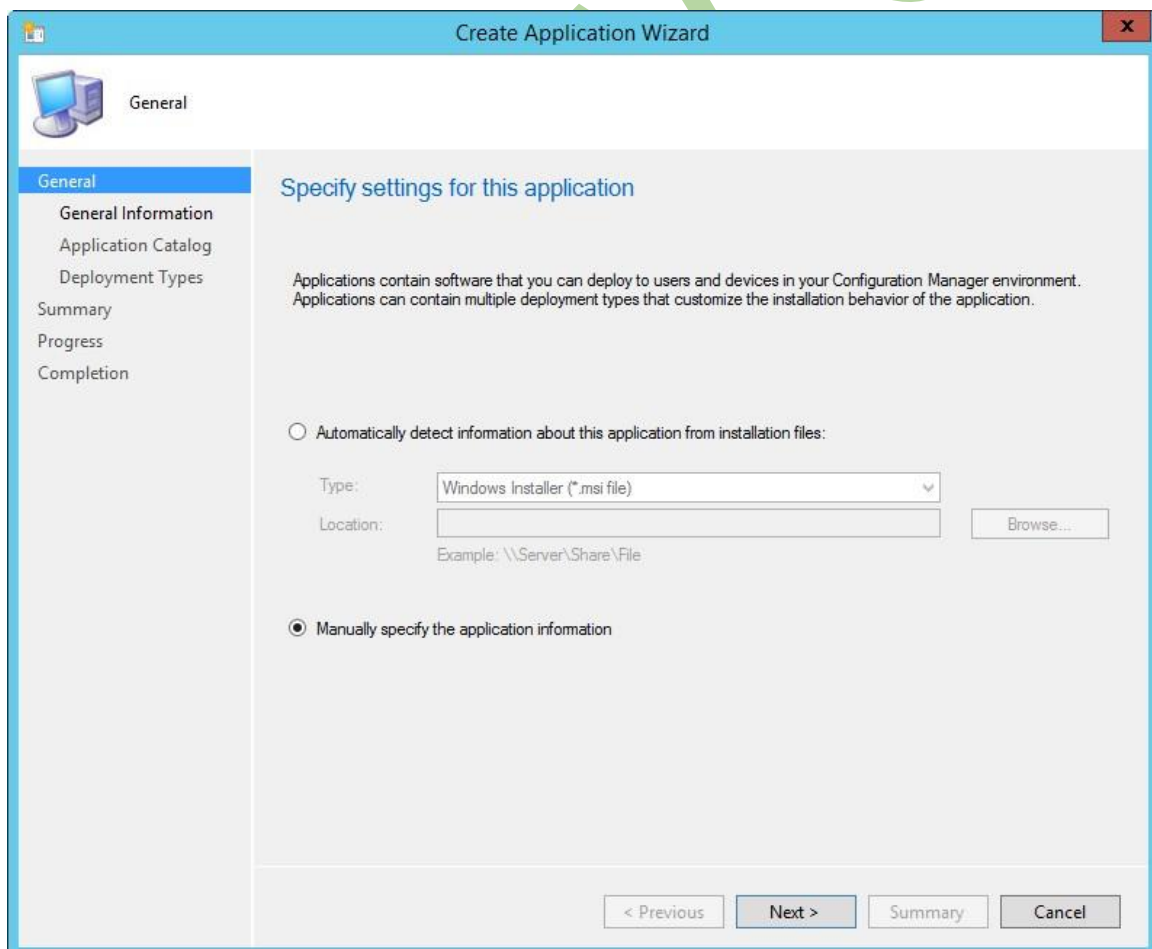 Create Application Wizard
x
General
General
General Information
Application Catalog
Deployment Types
Summary
Progress
Completion
Specify settings for this application
Applications contain software that you can deploy to users and devices in your Configuration Manager environment.
Applications can contain multiple deployment types that customize the installation behavior of the application.
Automatically detect information about this application from installation files:
Type:
Windows Installer (*.msi file)
Location:
Browse...
Example: \\Server\Share\File
Manually specify the application information
< Previous
Next >
Summary
Cancel